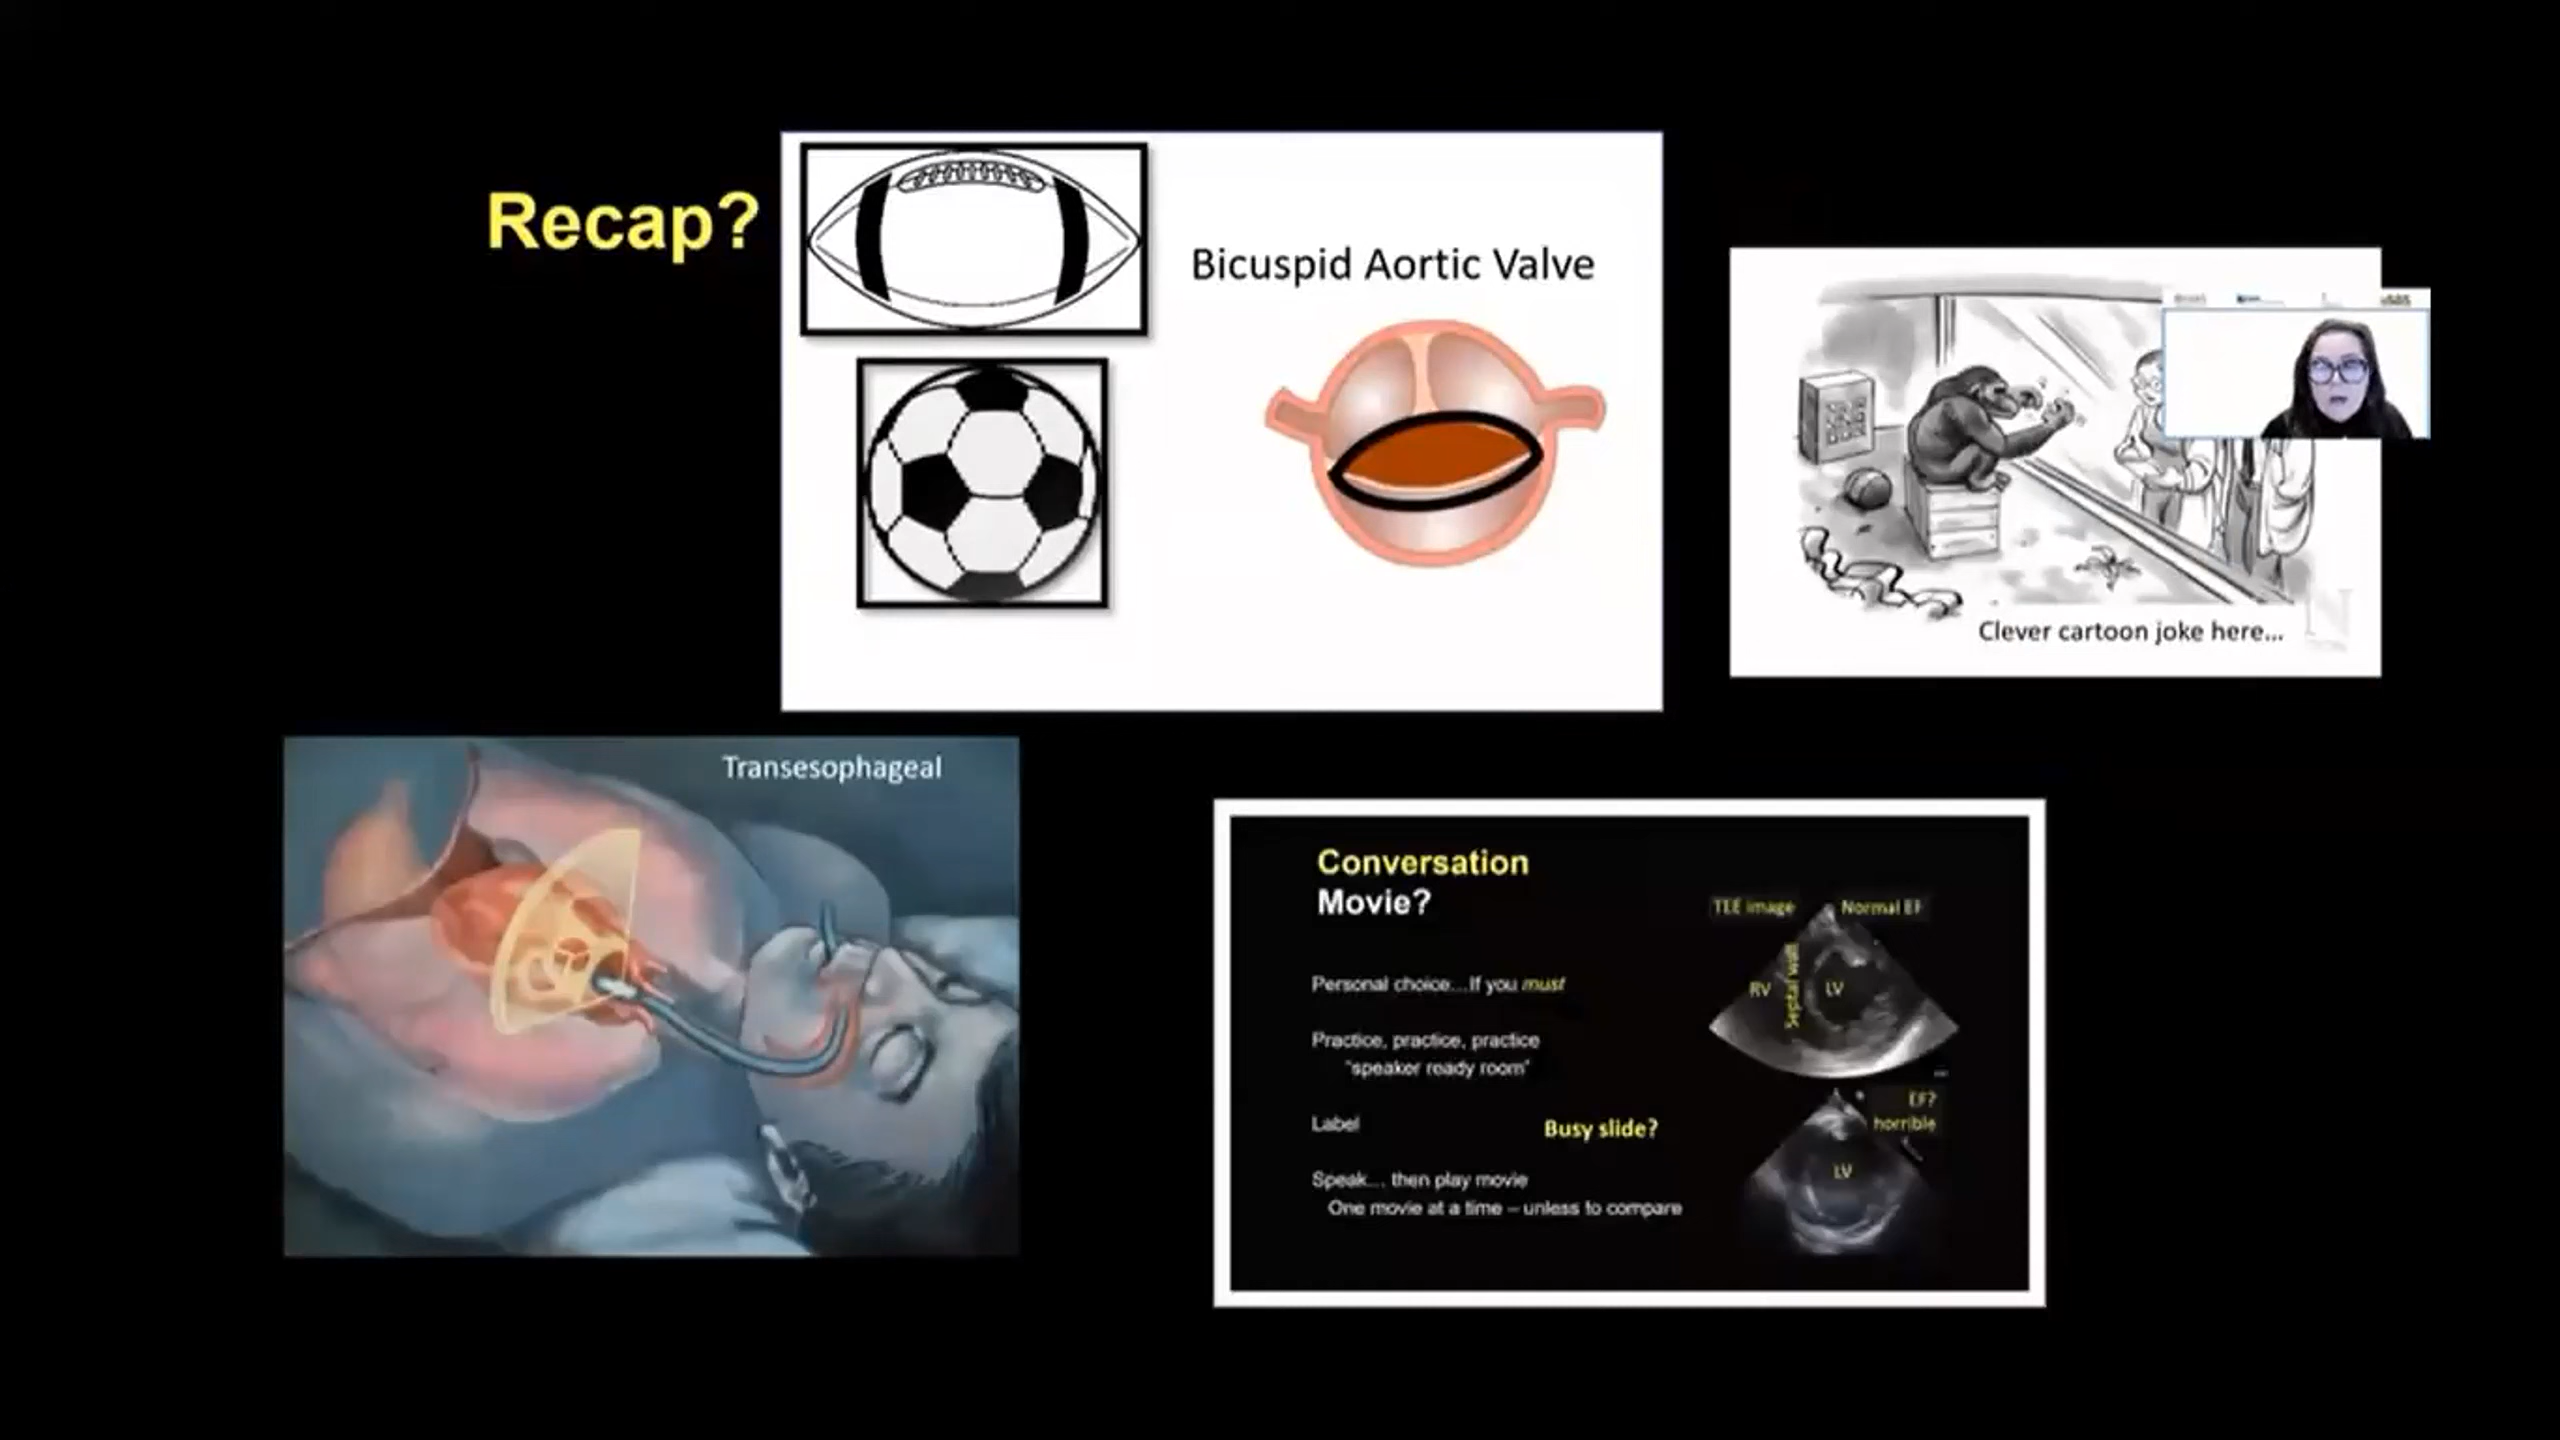 Recap?
Bicuspid Aortic Valve
Clever cartoon joke here...
Transesophageal
Conversation
Movie?
TEE image
Normal EF
Personal choice...If you must
RV
Septal wall
LV
Practice, practice, practice
"speaker ready room"
EF?
horrible
Label
Busy slide?
LV
Speak... then play movie
One movie at a time – unless to compare